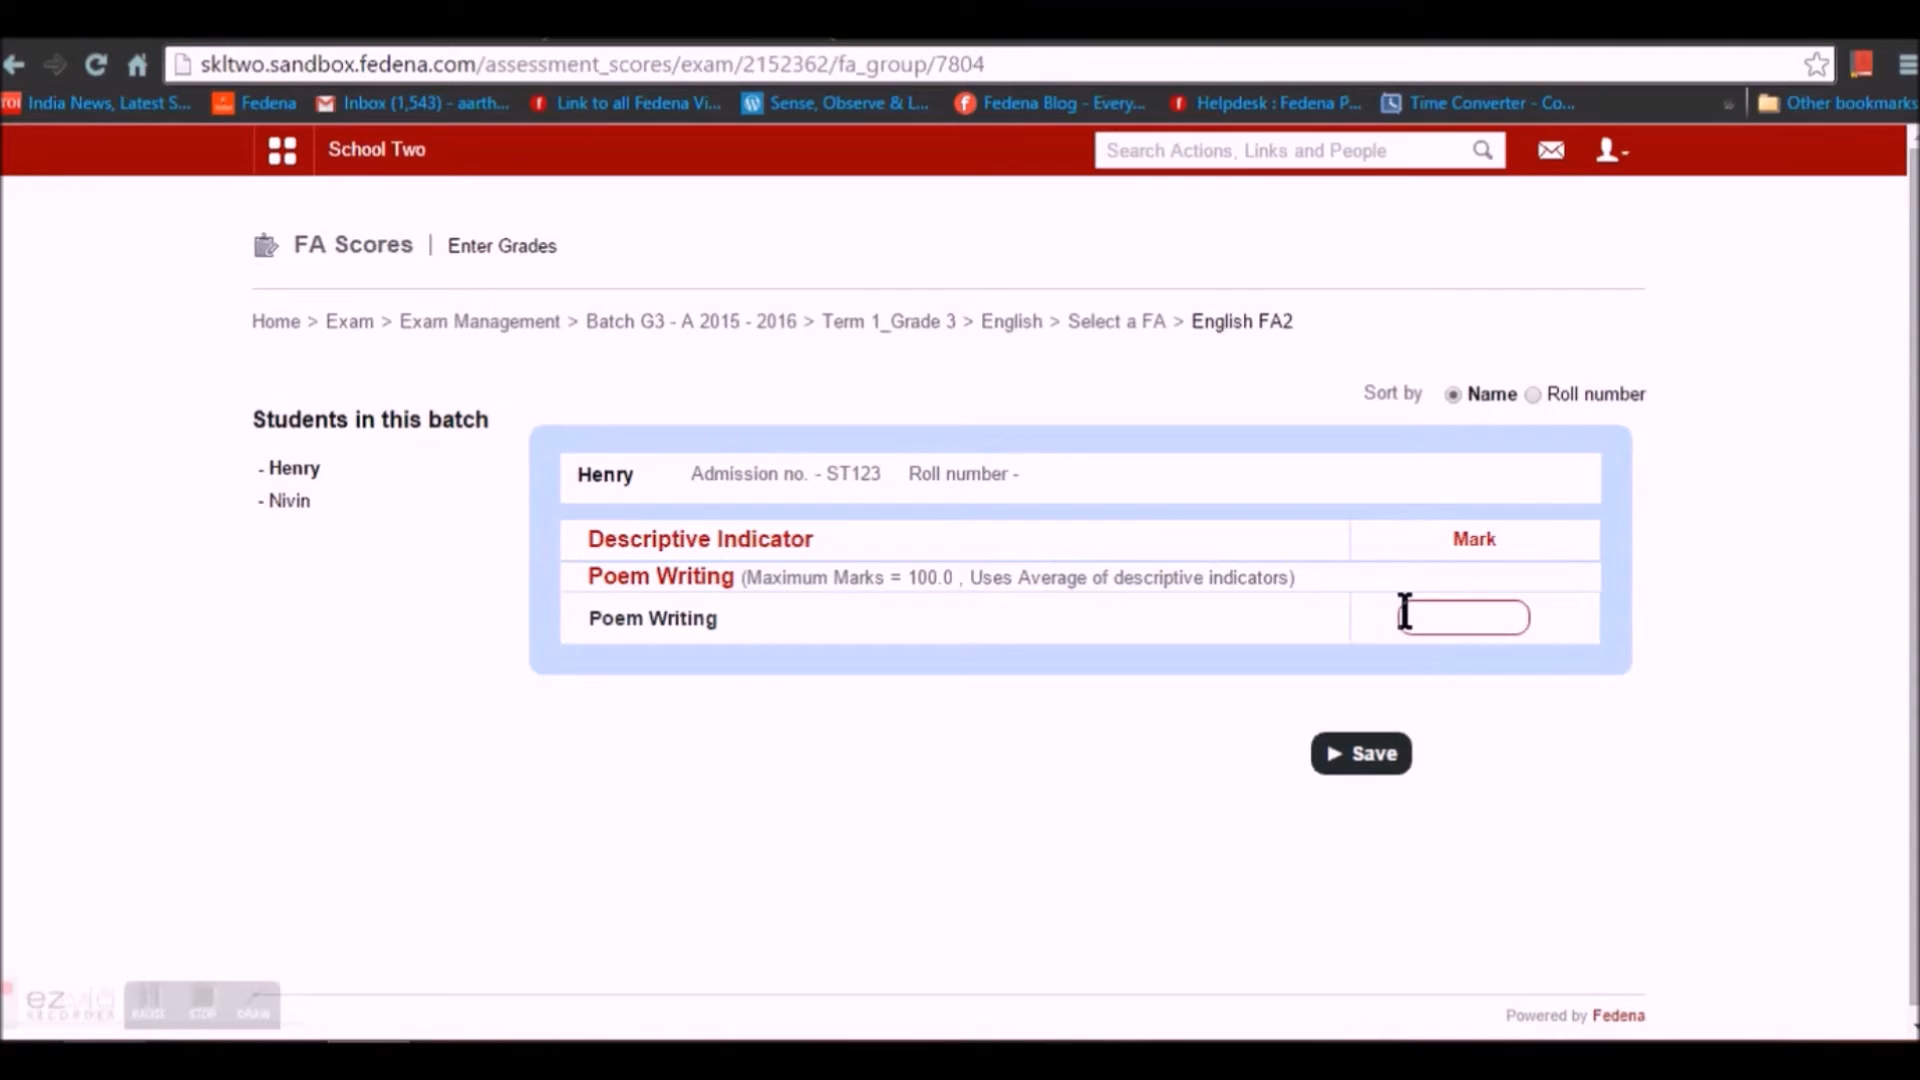 skltwo.sandbox.fedena.com/assessment_scores/exam/2152362/fa_group/7804
India News, Latest S... Fedena Inbox (1,543) - aarth... Link to all Fedena Vi... Sense, Observe & L... Fedena Blog - Every... Helpdesk : Fedena P... Time Converter - Co... » Other bookmarks
School Two Search Actions, Links and People
FA Scores | Enter Grades
Home > Exam > Exam Management > Batch G3 - A 2015 - 2016 > Term 1_Grade 3 > English > Select a FA > English FA2
Sort by Name Roll number
Students in this batch
- Henry
- Nivin
Henry Admission no. - ST123 Roll number -
Descriptive Indicator Mark
Poem Writing (Maximum Marks = 100.0 , Uses Average of descriptive indicators)
Poem Writing
Save
ezvid
RECORDER PAUSE STOP DRAW
Powered by Fedena